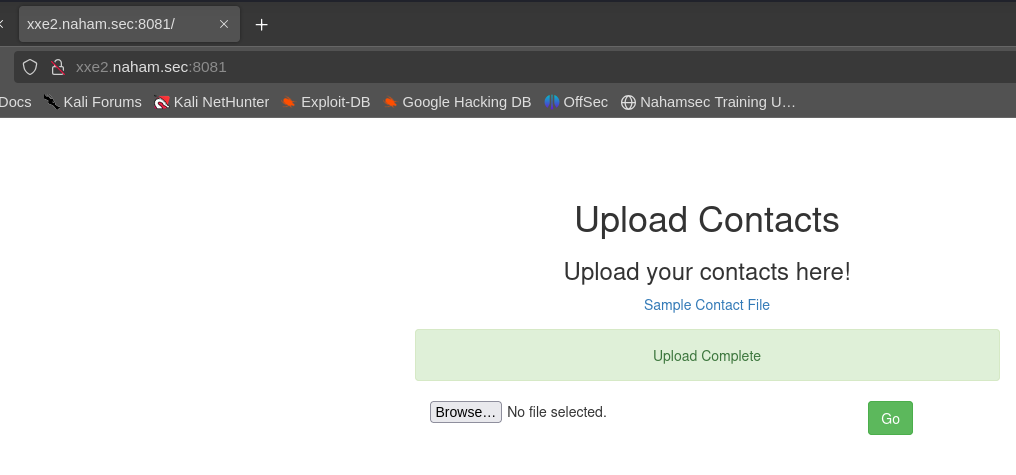 xxe2.naham.sec:8081/
xxe2.naham.sec:8081
Docs Kali Forums Kali NetHunter Exploit-DB Google Hacking DB OffSec Nahamsec Training U…
Upload Contacts
Upload your contacts here!
Sample Contact File
Upload Complete
Browse… No file selected. Go